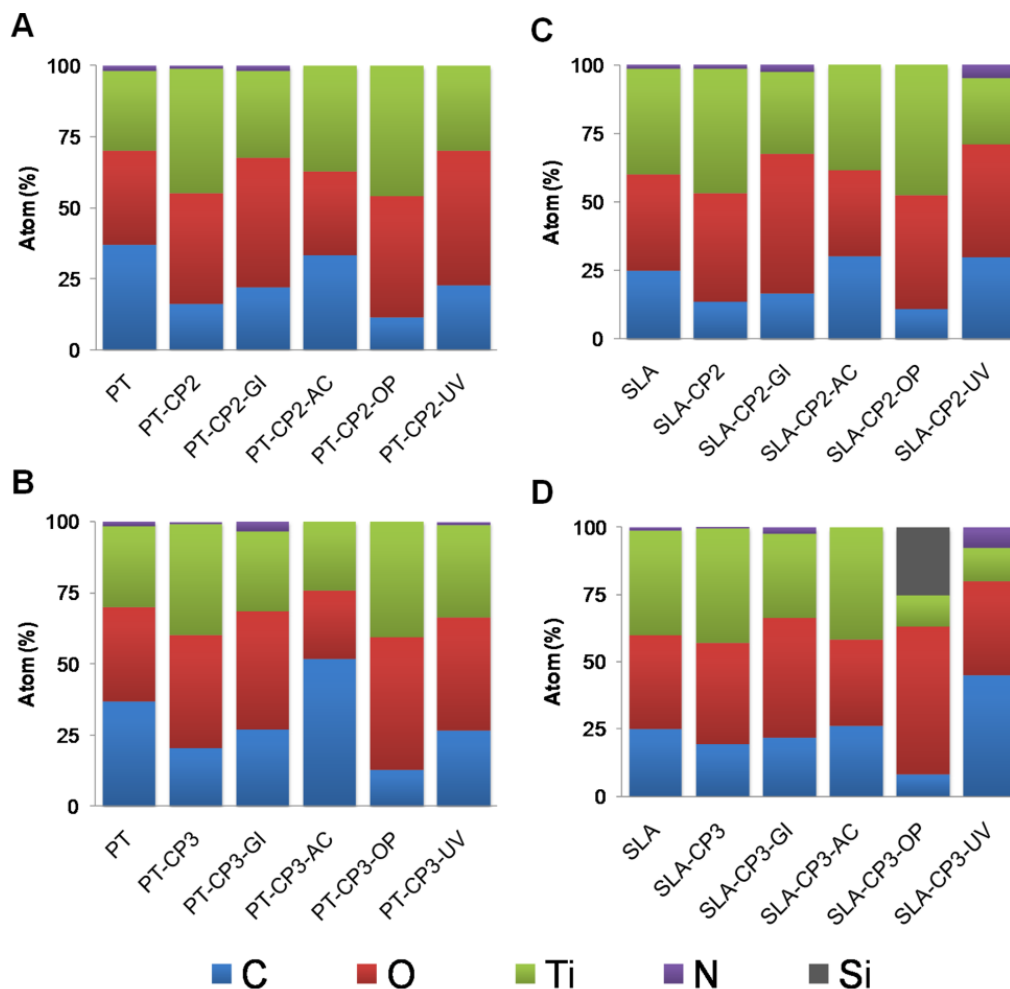 A
Atom (%)
100
75
50
25
0
PT
PT-CP2
PT-CP2-GI
PT-CP2-AC
PT-CP2-OP
PT-CP2-UV
C
Atom (%)
100
75
50
25
0
SLA
SLA-CP2
SLA-CP2-GI
SLA-CP2-AC
SLA-CP2-OP
SLA-CP2-UV
B
Atom (%)
100
75
50
25
0
PT
PT-CP3
PT-CP3-GI
PT-CP3-AC
PT-CP3-OP
PT-CP3-UV
D
Atom (%)
100
75
50
25
0
SLA
SLA-CP3
SLA-CP3-GI
SLA-CP3-AC
SLA-CP3-OP
SLA-CP3-UV
C O Ti N Si